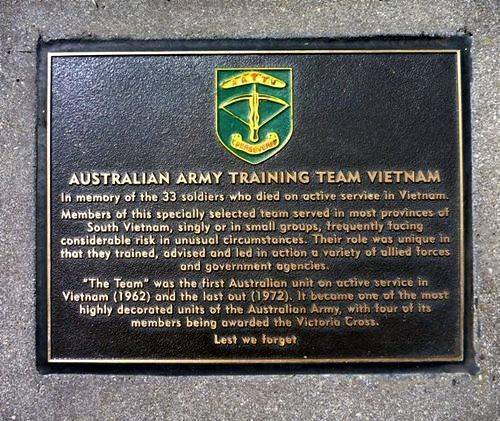 AATTV
PERSEVERE
AUSTRALIAN ARMY TRAINING TEAM VIETNAM
In memory of the 33 soldiers who died on active service in Vietnam.
Members of this specially selected team served in most provinces of
South Vietnam, singly or in small groups, frequently facing
considerable risk in unusual circumstances. Their role was unique in
that they trained, advised and led in action a variety of allied forces
and government agencies.
"The Team" was the first Australian unit on active service in
Vietnam (1962) and the last out (1972). It became one of the most
highly decorated units of the Australian Army, with four of its
members being awarded the Victoria Cross.
Lest we forget